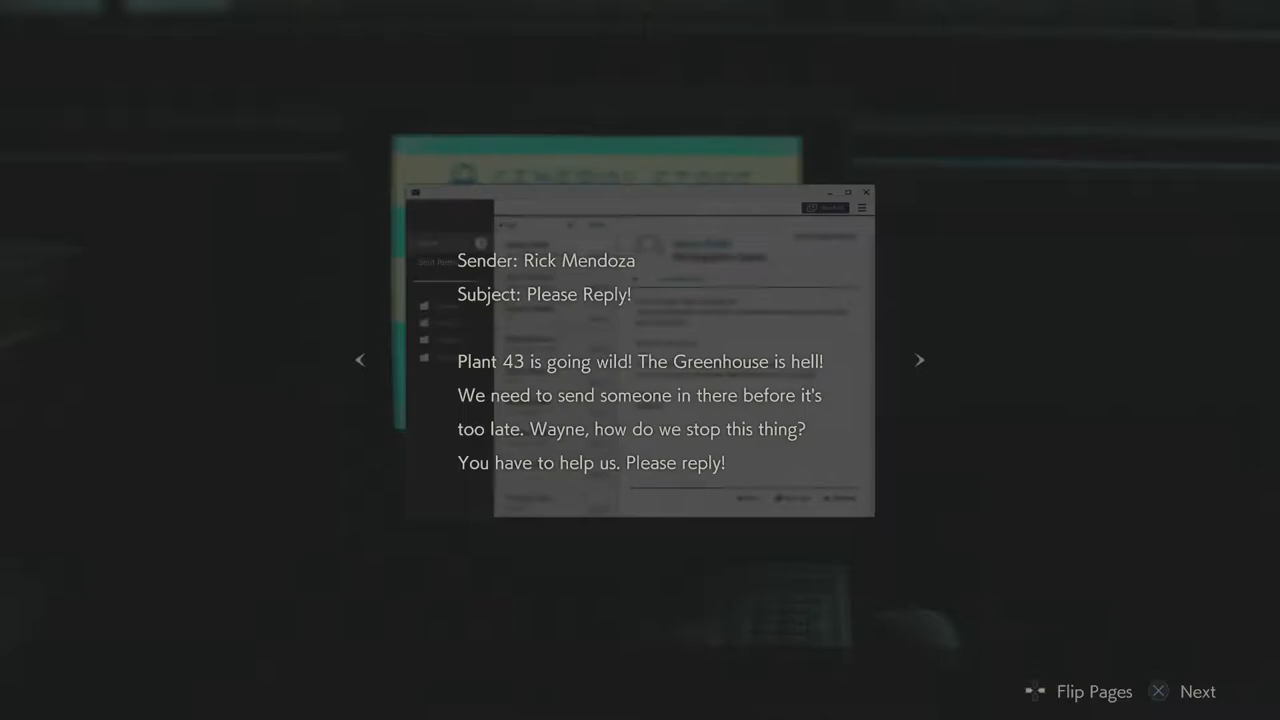 Sender: Rick Mendoza
Subject: Please Reply!
Plant 43 is going wild! The Greenhouse is hell!
We need to send someone in there before it's
too late. Wayne, how do we stop this thing?
You have to help us. Please reply!
Flip Pages
Next